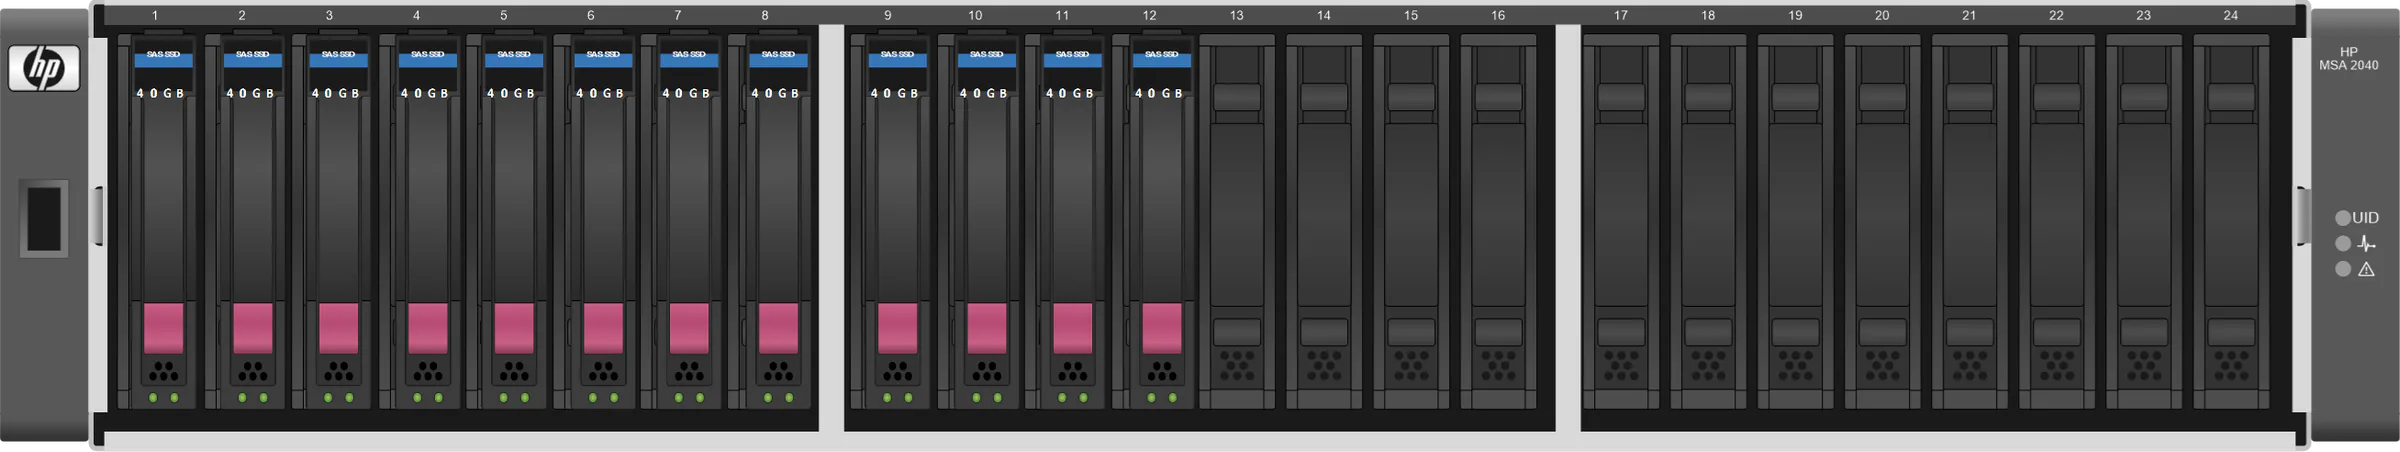 1 2 3 4 5 6 7 8 9 10 11 12 13 14 15 16 17 18 19 20 21 22 23 24
hp
SAS SSD SAS SSD SAS SSD SAS SSD SAS SSD SAS SSD SAS SSD SAS SSD SAS SSD SAS SSD SAS SSD SAS SSD
40GB 40GB 40GB 40GB 40GB 40GB 40GB 40GB 40GB 40GB 40GB 40GB
HP
MSA 2040
UID